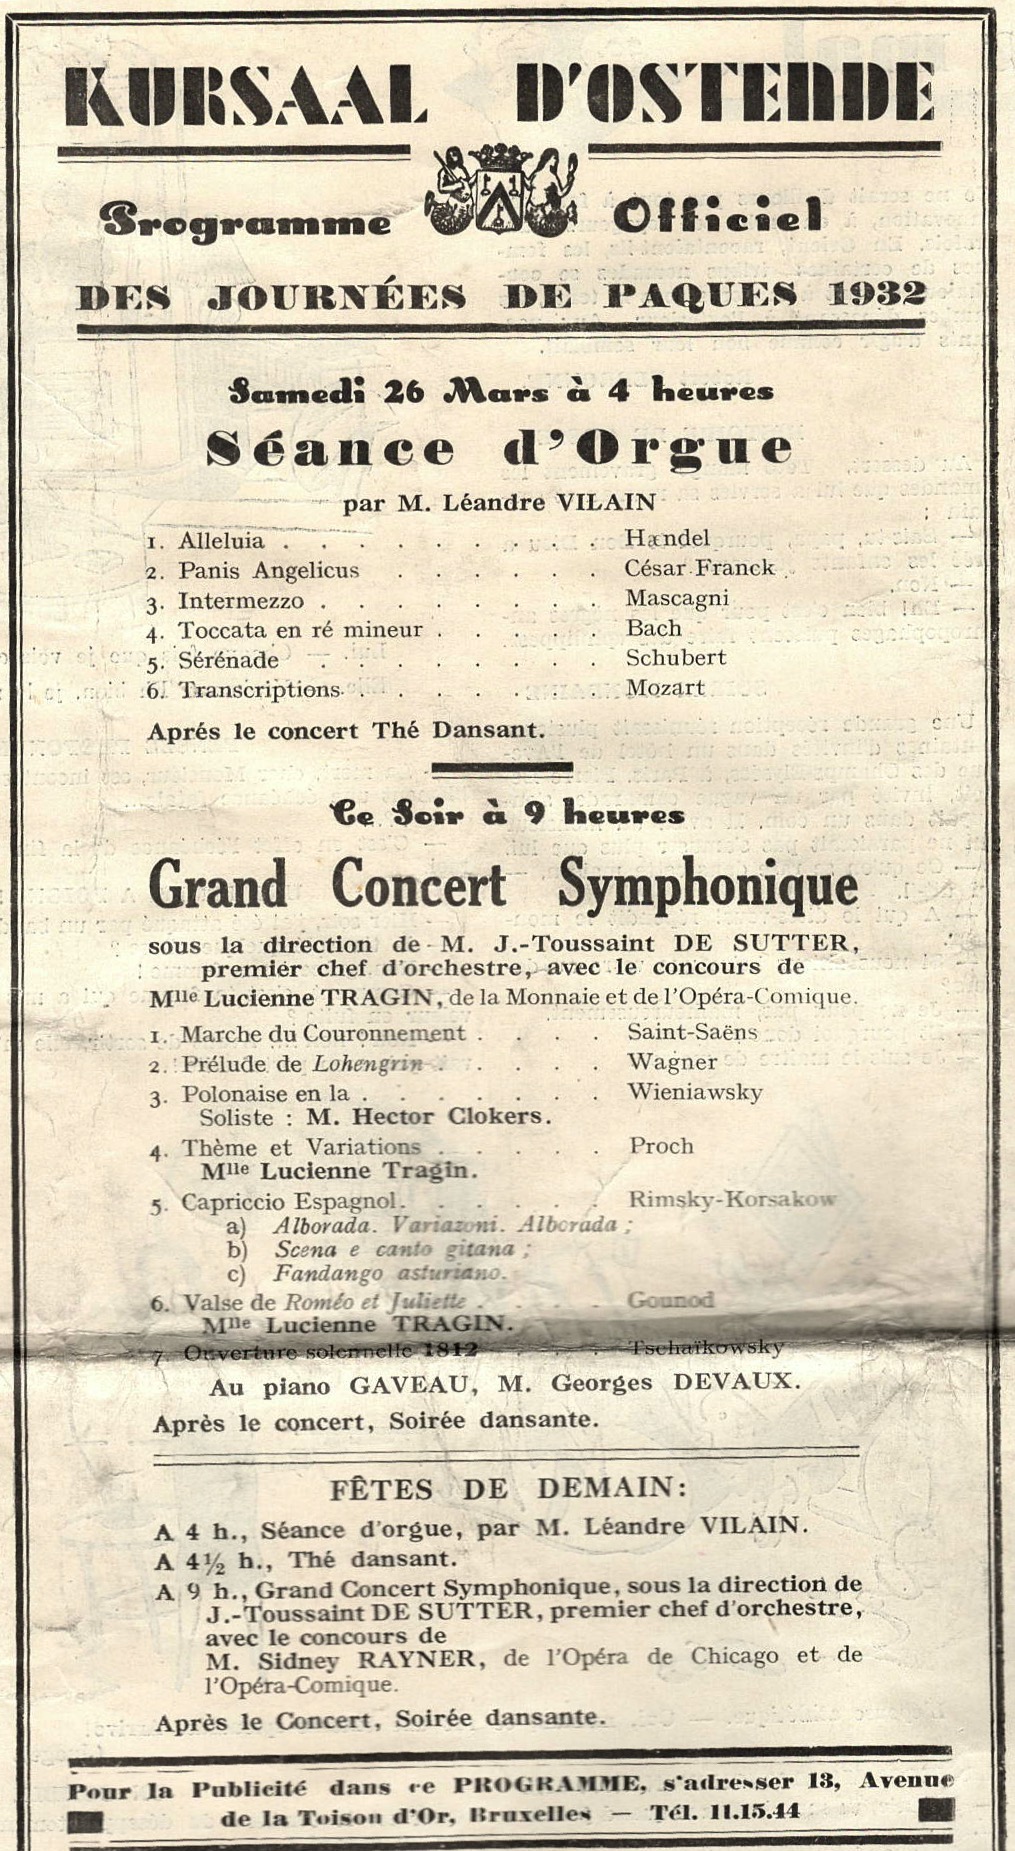 KURSAAL D'OSTENDE
Programme Officiel
DES JOURNÉES DE PAQUES 1932
Samedi 26 Mars à 4 heures
Séance d'Orgue
par M. Léandre VILAIN
1. Alleluia . . . . . . . . Hændel
2. Panis Angelicus . . . . . . César Franck
3. Intermezzo . . . . . . . . Mascagni
4. Toccata en ré mineur . . . . . Bach
5. Sérénade . . . . . . . . Schubert
6. Transcriptions . . . . . . . Mozart
Aprés le concert Thé Dansant.
Ce Soir à 9 heures
Grand Concert Symphonique
sous la direction de M. J.-Toussaint DE SUTTER,
premier chef d'orchestre, avec le concours de
Mlle Lucienne TRAGIN, de la Monnaie et de l'Opéra-Comique.
1. Marche du Couronnement . . . . Saint-Saëns
2. Prélude de Lohengrin . . . . . Wagner
3. Polonaise en la . . . . . . . Wieniawsky
Soliste : M. Hector Clokers.
4. Thème et Variations . . . . . Proch
Mlle Lucienne Tragin.
5. Capriccio Espagnol . . . . . . Rimsky-Korsakow
a) Alborada. Variazoni. Alborada ;
b) Scena e canto gitana ;
c) Fandango asturiano.
6. Valse de Roméo et Juliette . . . . Gounod
Mlle Lucienne TRAGIN.
7. Ouverture solennelle 1812 . . . Tschaïkowsky
Au piano GAVEAU, M. Georges DEVAUX.
Après le concert, Soirée dansante.
FÊTES DE DEMAIN:
A 4 h., Séance d'orgue, par M. Léandre VILAIN.
A 4½ h., Thé dansant.
A 9 h., Grand Concert Symphonique, sous la direction de
J.-Toussaint DE SUTTER, premier chef d'orchestre,
avec le concours de
M. Sidney RAYNER, de l'Opéra de Chicago et de
l'Opéra-Comique.
Après le Concert, Soirée dansante.
Pour la Publicité dans ce PROGRAMME, s'adresser 13, Avenue
de la Toison d'Or, Bruxelles — Tél. 11.15.44